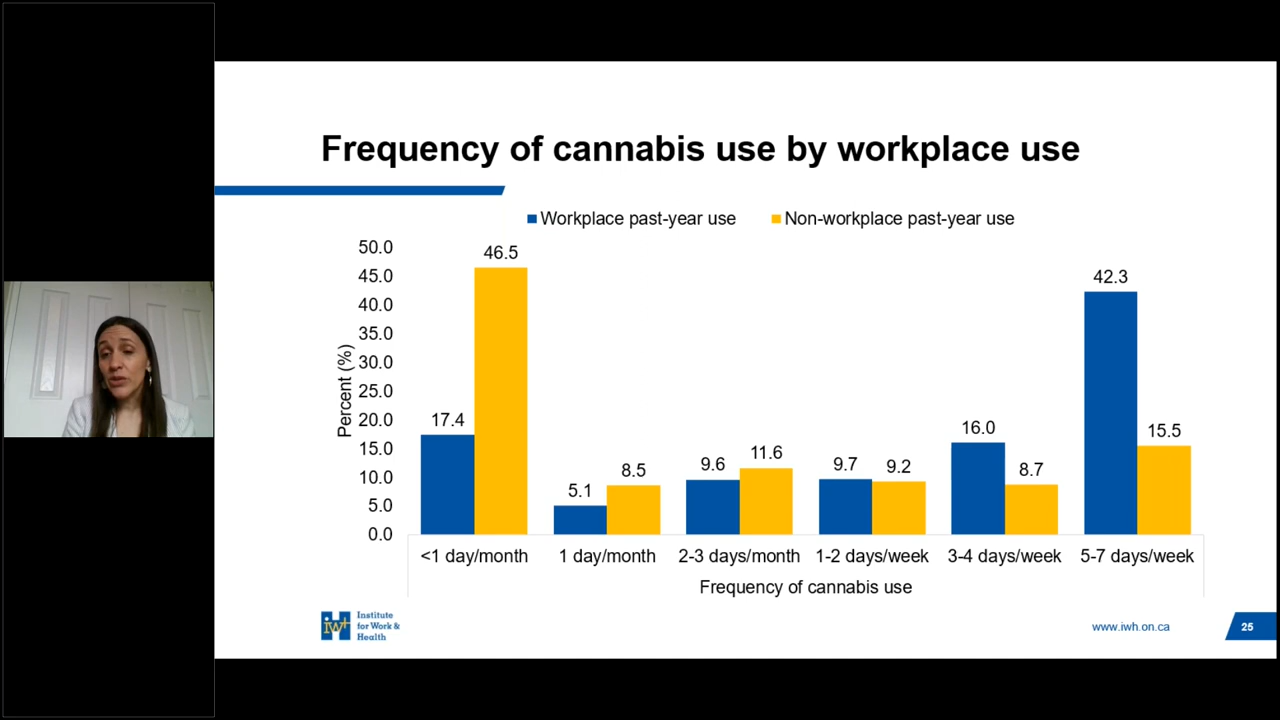 Frequency of cannabis use by workplace use
Workplace past-year use Non-workplace past-year use
50.0
45.0
40.0
35.0
30.0
25.0
20.0
15.0
10.0
5.0
0.0
Percent (%)
17.4 46.5
5.1 8.5
9.6 11.6
9.7 9.2
16.0 8.7
42.3 15.5
<1 day/month 1 day/month 2-3 days/month 1-2 days/week 3-4 days/week 5-7 days/week
Frequency of cannabis use
iwh
Institute
for Work &
Health
www.iwh.on.ca
25